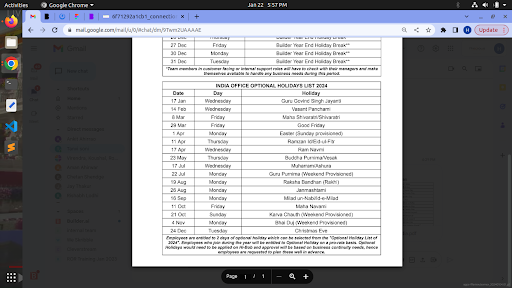 Activities Google Chrome Jan 22 5:57 PM
6f71292a1cb1_connectio
mail.google.com/mail/u/0/#chat/dm/9Twm2UAAAAE
Update
27 Dec Friday Builder Year End Holiday Break**
30 Dec Monday Builder Year End Holiday Break**
31 Dec Tuesday Builder Year End Holiday Break**
*Team members in customer facing or internal support roles will have to check with their managers and make
themselves available to handle any business needs during this period.
INDIA OFFICE OPTIONAL HOLIDAYS LIST 2024
Date Day Holiday
17 Jan Wednesday Guru Govind Singh Jayanti
14 Feb Wednesday Vasant Panchami
8 Mar Friday Maha Shivaratri/Shivaratri
29 Mar Friday Good Friday
1 Apr Monday Easter (Sunday provisioned)
11 Apr Thursday Ramzan Id/Eid-ul-Fitr
17 Apr Wednesday Ram Navmi
23 May Thursday Buddha Purnima/Vesak
17 Jul Wednesday Muharram/Ashura
22 Jul Monday Guru Purnima (Weekend Provisioned)
19 Aug Monday Raksha Bandhan (Rakhi)
26 Aug Monday Janmashtami
16 Sep Monday Milad-un-Nabi/Id-e-Milad
11 Oct Friday Maha Navami
21 Oct Sunday Karva Chauth (Weekend Provisioned)
4 Nov Monday Bhai Duj (Weekend Provisioned)
24 Dec Tuesday Christmas Eve
Employees are entitled to 2 days of optional holiday which can be selected from the "Optional Holiday List of
2024". Employees who join during the year will be entitled to Optional Holiday on a pro-rata basis. Optional
Holidays would need to be applied on Hi-Bob and approval will be based on business continuity needs, hence
employees are requested to plan these well in advance.
Page 1 / 1